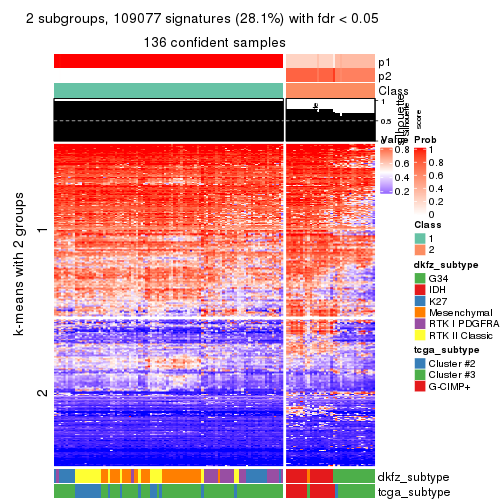 2 subgroups, 109077 signatures (28.1%) with fdr < 0.05
136 confident samples
p1
p2
Class
1
0.5
Silhouette
score
k-means with 2 groups
1
2
Value
0.8
0.6
0.4
0.2
Prob
1
0.8
0.6
0.4
0.2
0
Class
1
2
dkfz_subtype
G34
IDH
K27
Mesenchymal
RTK I PDGFRA
RTK II Classic
tcga_subtype
Cluster #2
Cluster #3
G-CIMP+
dkfz_subtype
tcga_subtype